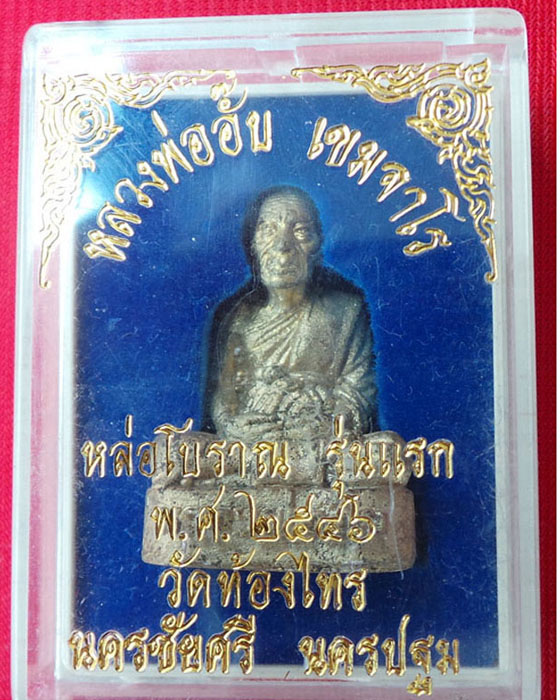 หลวงพ่ออั๊บ เขมจาโร
หล่อโบราณ รุ่นแรก
พ.ศ. ๒๕๔๖
วัดท้องไทร
นครชัยศรี นครปฐม